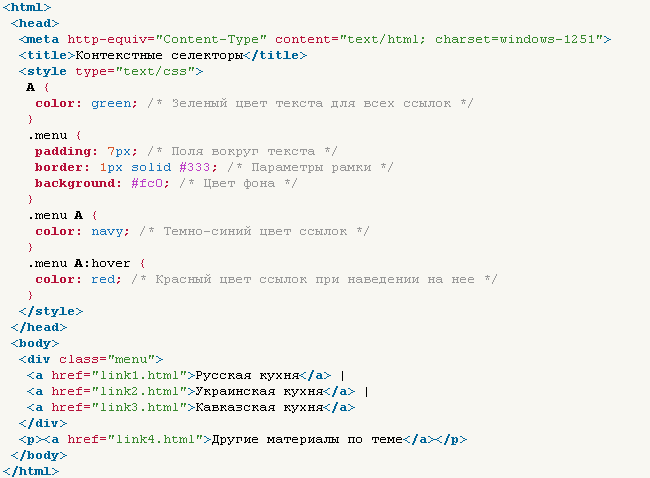 <html>
<head>
<meta http-equiv="Content-Type" content="text/html; charset=windows-1251">
<title>Контекстные селекторы</title>
<style type="text/css">
A {
color: green; /* Зеленый цвет текста для всех ссылок */
}
.menu {
padding: 7px; /* Поля вокруг текста */
border: 1px solid #333; /* Параметры рамки */
background: #fc0; /* Цвет фона */
}
.menu A {
color: navy; /* Темно-синий цвет ссылок */
}
.menu A:hover {
color: red; /* Красный цвет ссылок при наведении на нее */
}
</style>
</head>
<body>
<div class="menu">
<a href="link1.html">Русская кухня</a> |
<a href="link2.html">Украинская кухня</a> |
<a href="link3.html">Кавказская кухня</a>
</div>
<p><a href="link4.html">Другие материалы по теме</a></p>
</body>
</html>